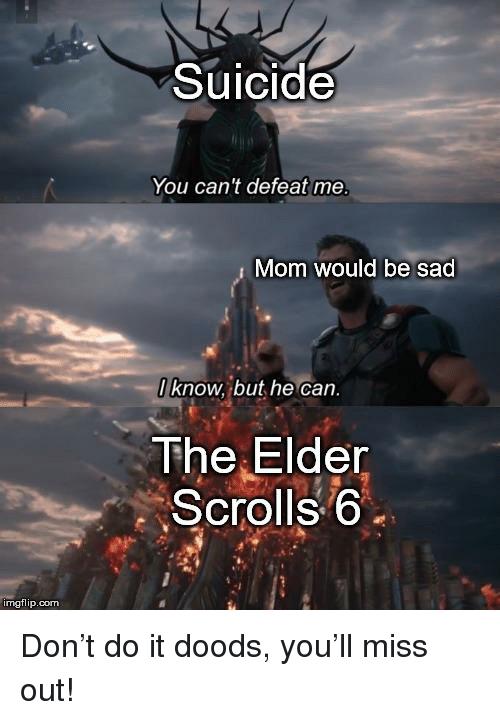 Suicide
You can't defeat me.
Mom would be sad
I know, but he can.
The Elder
Scrolls 6
imgflip.com
Don’t do it doods, you’ll miss
out!